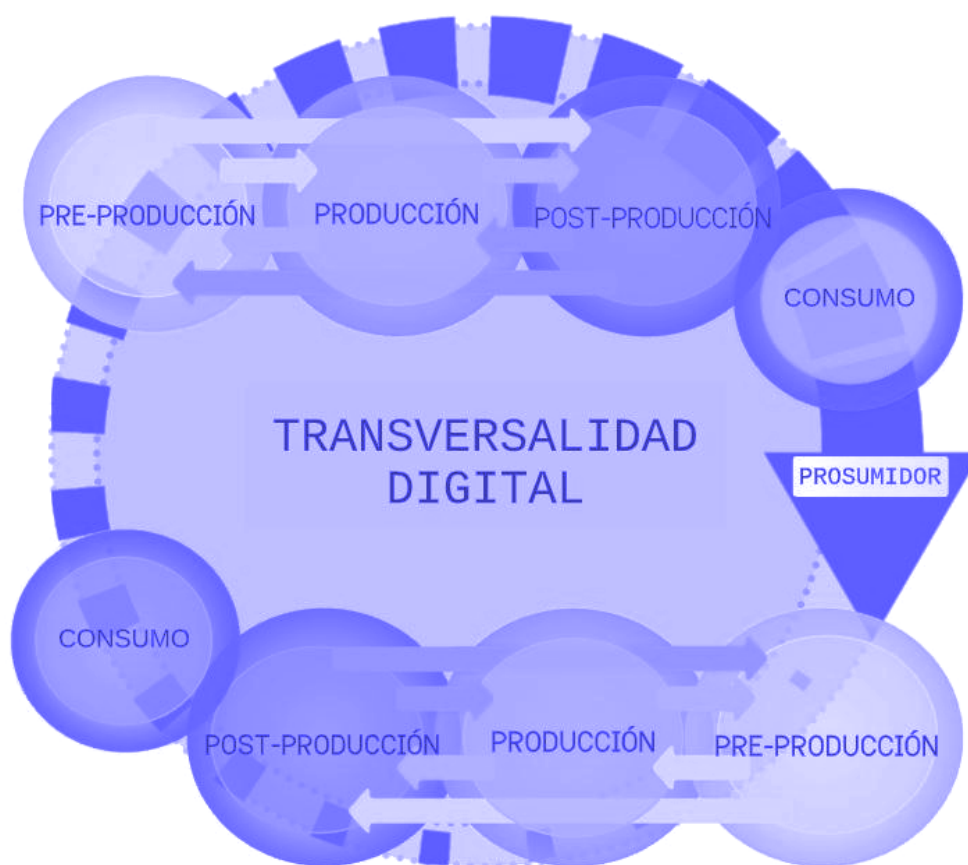 PRE-PRODUCCIÓN
PRODUCCIÓN
POST-PRODUCCIÓN
CONSUMO
TRANSVERSALIDAD
DIGITAL
PROSUMIDOR
CONSUMO
POST-PRODUCCIÓN
PRODUCCIÓN
PRE-PRODUCCIÓN